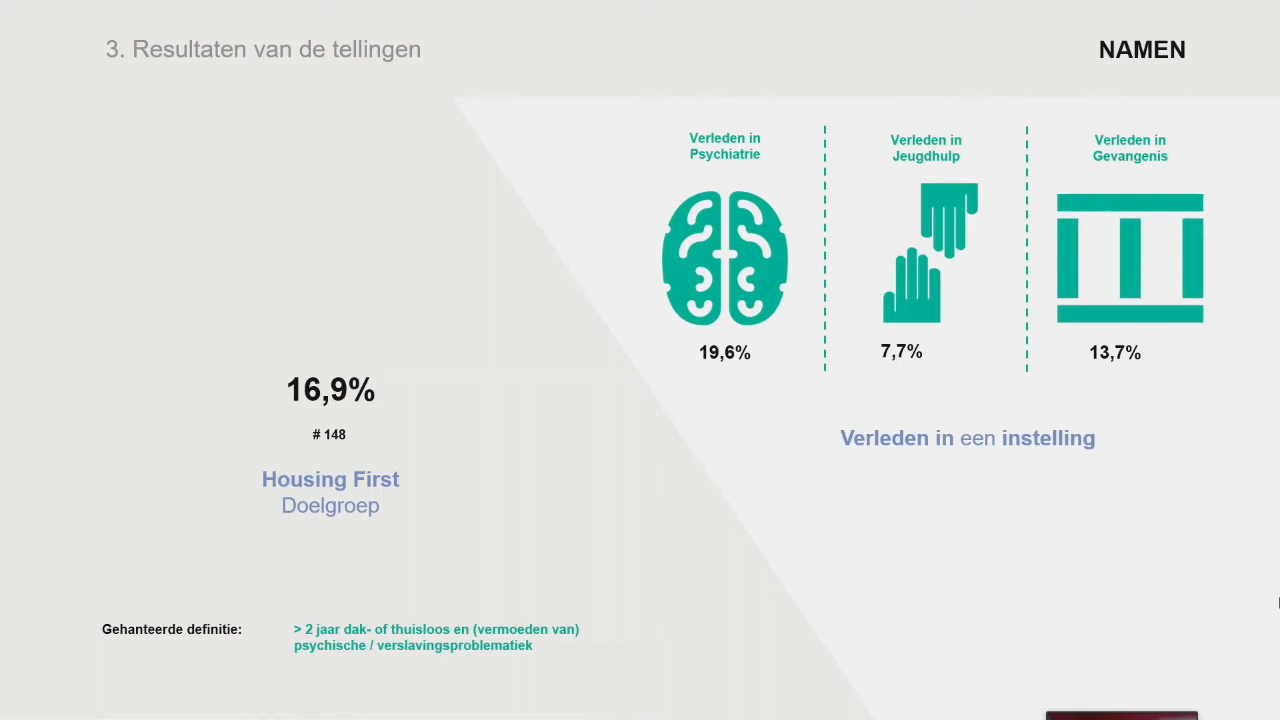 3. Resultaten van de tellingen
NAMEN
Verleden in
Psychiatrie
Verleden in
Jeugdhulp
Verleden in
Gevangenis
19,6%
7,7%
13,7%
16,9%
# 148
Housing First
Doelgroep
Verleden in een instelling
Gehanteerde definitie:
> 2 jaar dak- of thuisloos en (vermoeden van)
psychische / verslavingsproblematiek